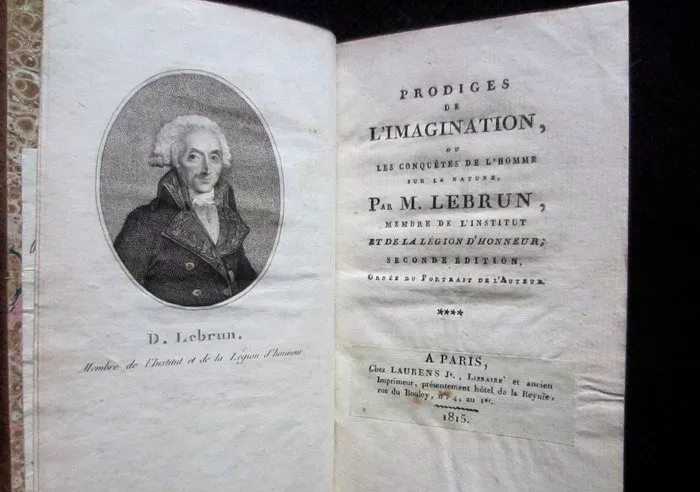 D. Lebrun.
Membre de l'Institut et de la Légion d'honneur
PRODIGES
DE
L'IMAGINATION,
OU
LES CONQUÊTES DE L'HOMME
SUR LA NATURE,
PAR M. LEBRUN,
MEMBRE DE L'INSTITUT
ET DE LA LÉGION D'HONNEUR;
SECONDE ÉDITION,
ORNÉE DU PORTRAIT DE L'AUTEUR.
****
A PARIS,
Chez LAURENS Je., LIBRAIRE et ancien
Imprimeur, présentement hôtel de la Reynie,
rue du Bouloy, n°. 4, au 1er.
1815.